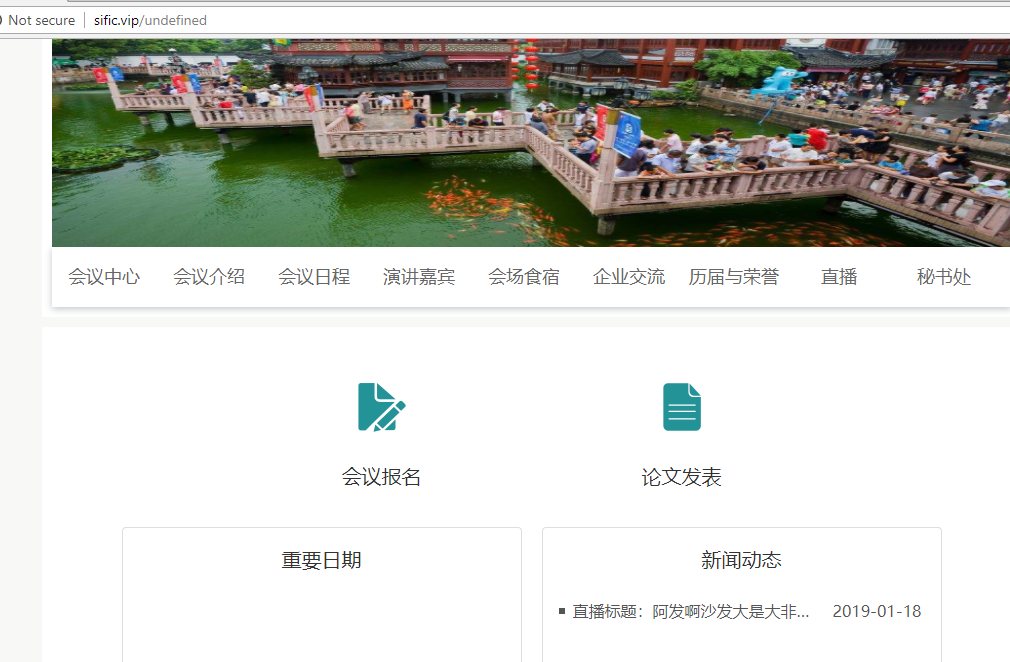 Not secure | sific.vip/undefined
会议中心 会议介绍 会议日程 演讲嘉宾 会场食宿 企业交流 历届与荣誉 直播 秘书处
会议报名
论文发表
重要日期
新闻动态
直播标题：阿发啊沙发大是大非... 2019-01-18